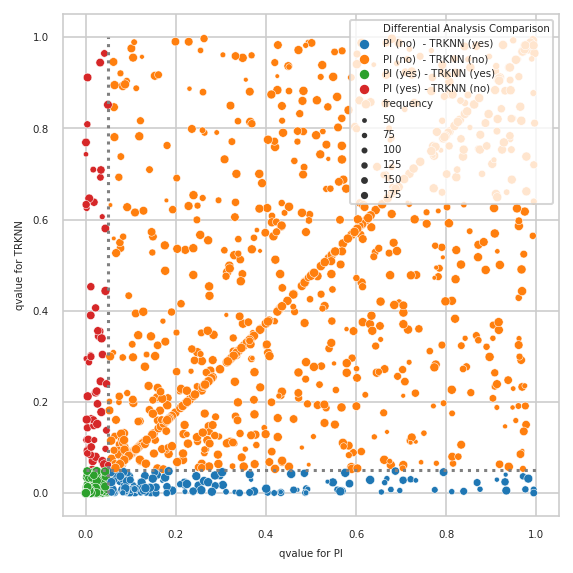 Differential Analysis Comparison
PI (no) - TRKNN (yes)
PI (no) - TRKNN (no)
PI (yes) - TRKNN (yes)
PI (yes) - TRKNN (no)
frequency
50
75
100
125
150
175
qvalue for TRKNN
1.0
0.8
0.6
0.4
0.2
0.0
0.0 0.2 0.4 0.6 0.8 1.0
qvalue for PI